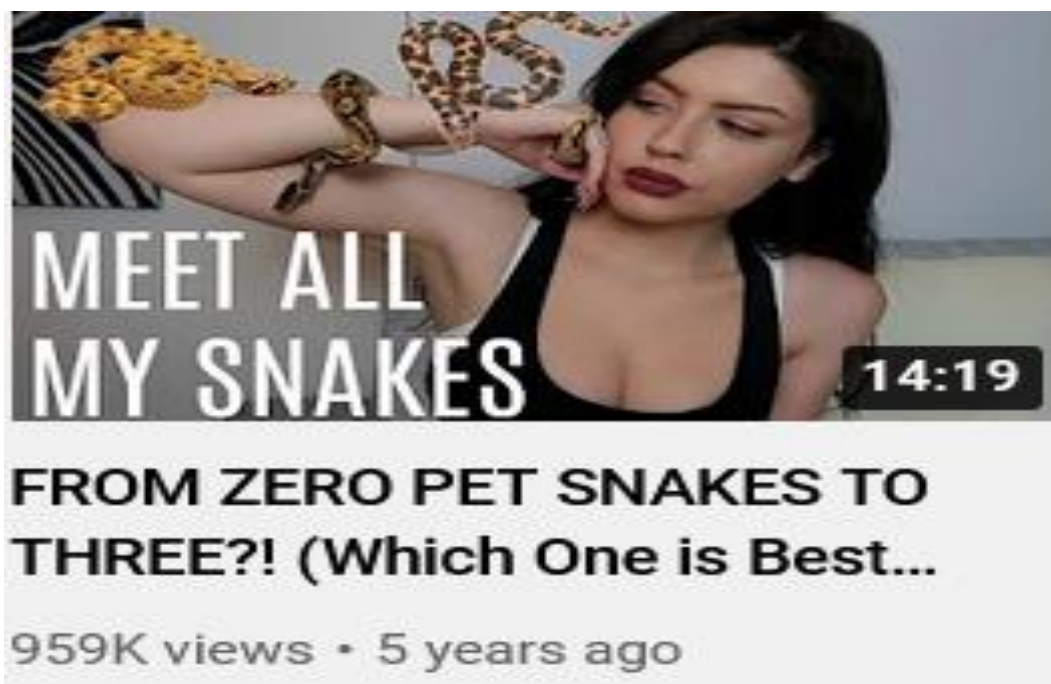 MEET ALL
MY SNAKES
14:19
FROM ZERO PET SNAKES TO
THREE?! (Which One is Best...
959K views • 5 years ago